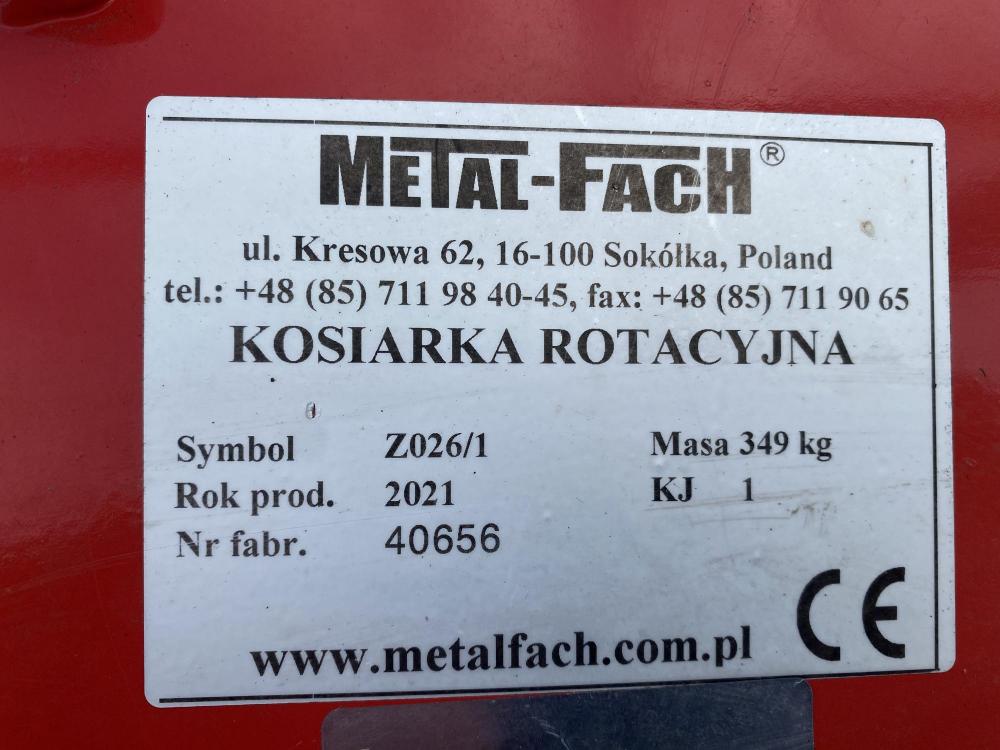 METAL-FACH®
ul. Kresowa 62, 16-100 Sokółka, Poland
tel.: +48 (85) 711 98 40-45, fax: +48 (85) 711 90 65
KOSIARKA ROTACYJNA
Symbol Z026/1 Masa 349 kg
Rok prod. 2021 KJ 1
Nr fabr. 40656
CE
www.metalfach.com.pl